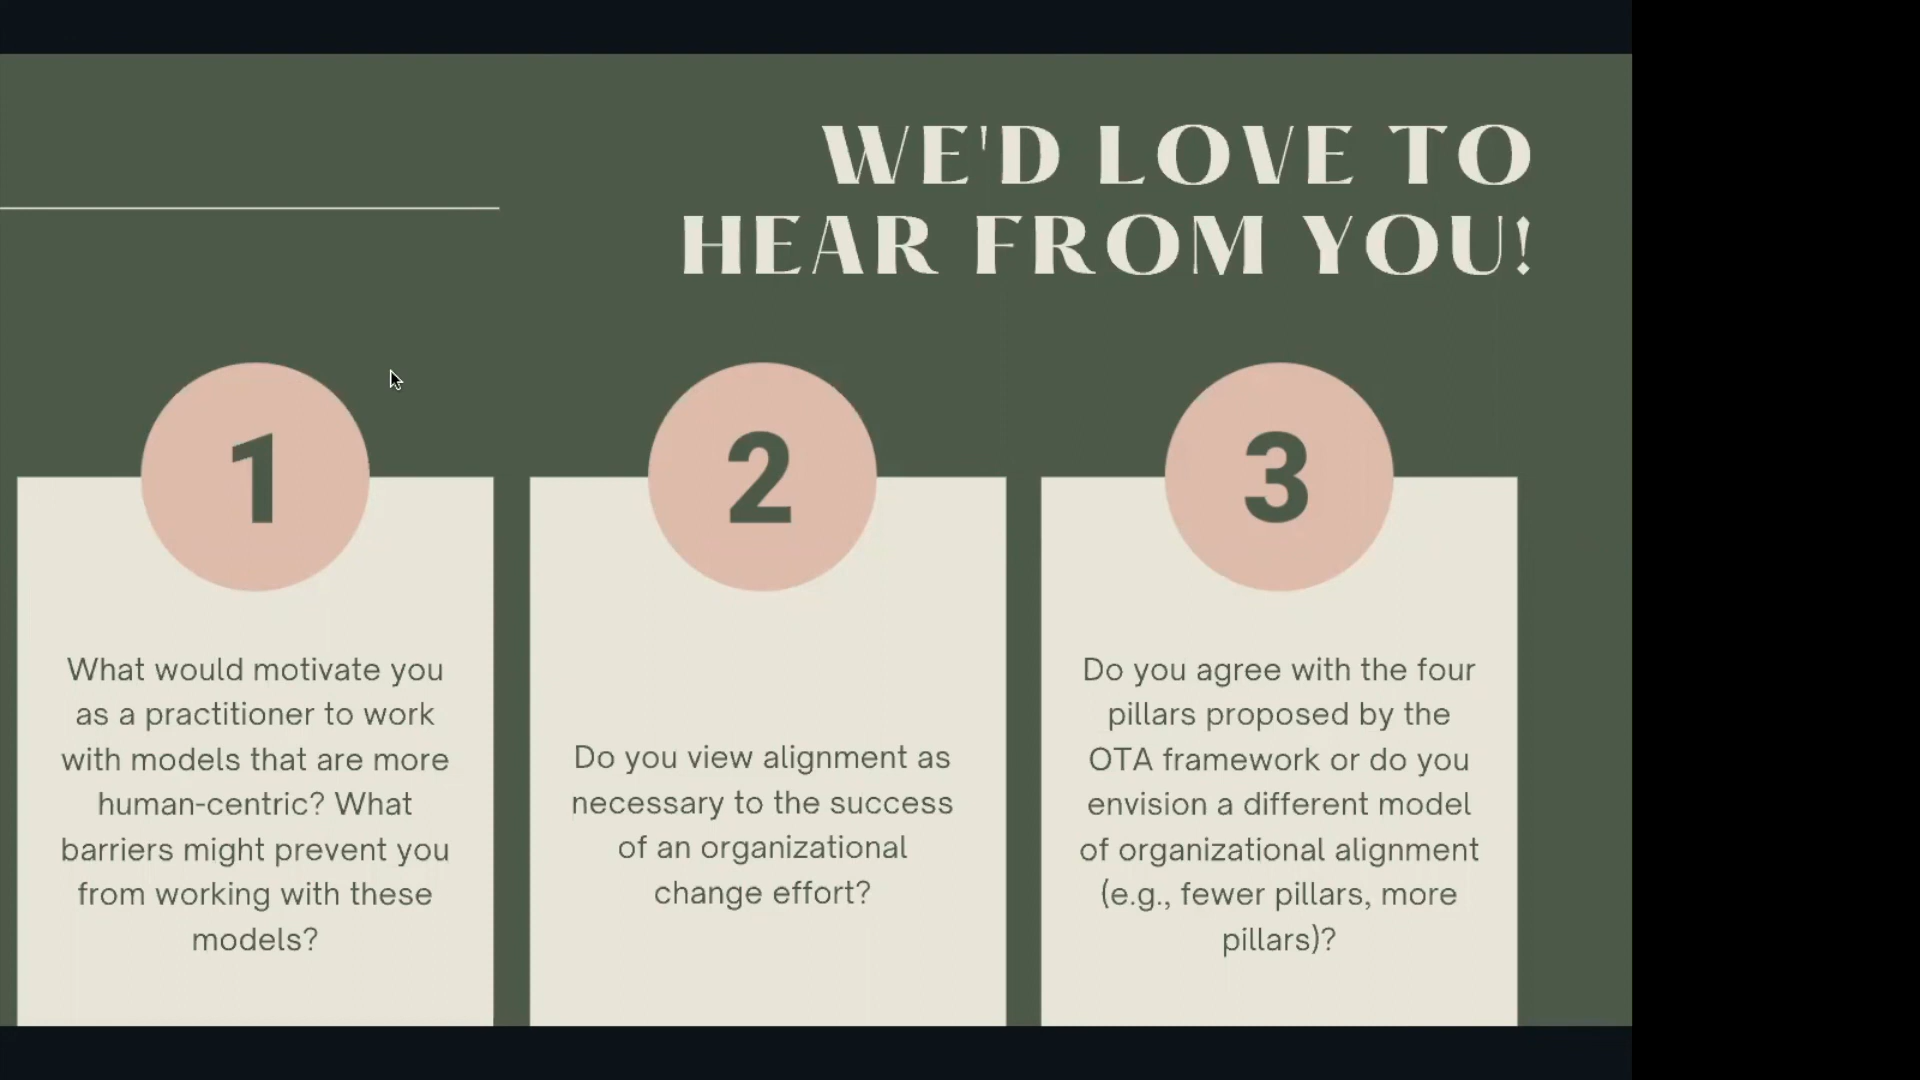 WE'D LOVE TO
HEAR FROM YOU!
1
What would motivate you
as a practitioner to work
with models that are more
human-centric? What
barriers might prevent you
from working with these
models?
2
Do you view alignment as
necessary to the success
of an organizational
change effort?
3
Do you agree with the four
pillars proposed by the
OTA framework or do you
envision a different model
of organizational alignment
(e.g., fewer pillars, more
pillars)?